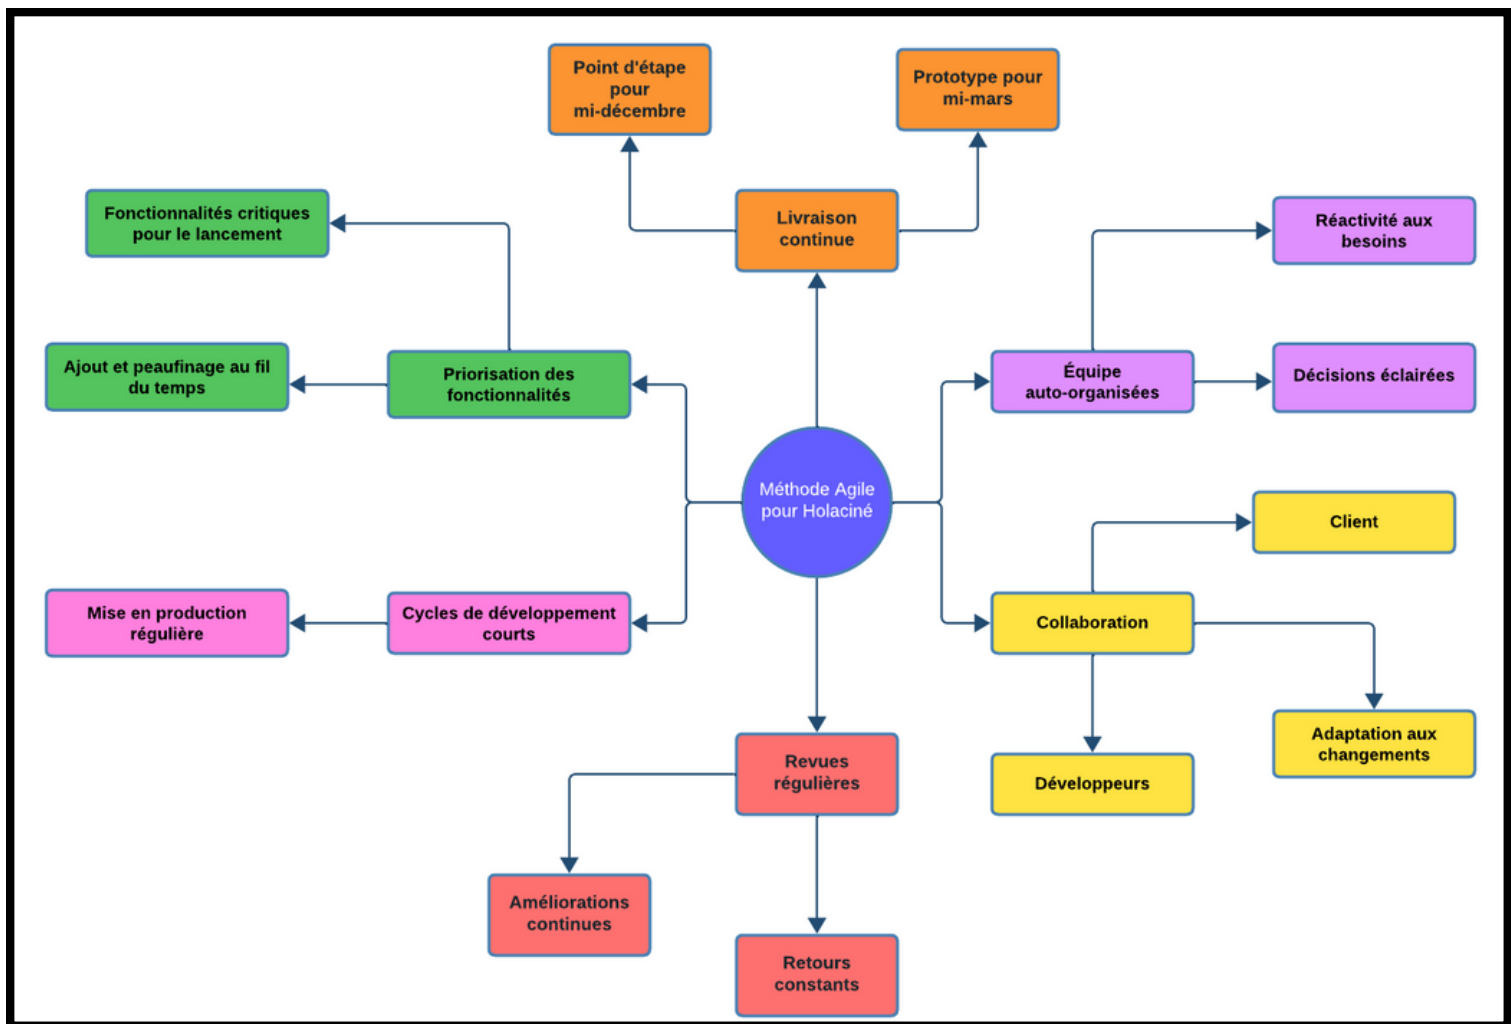 Point d'étape
pour
mi-décembre
Prototype pour
mi-mars
Fonctionnalités critiques
pour le lancement
Livraison
continue
Réactivité aux
besoins
Ajout et peaufinage au fil
du temps
Priorisation des
fonctionnalités
Équipe
auto-organisées
Décisions éclairées
Méthode Agile
pour Holaciné
Client
Mise en production
régulière
Cycles de développement
courts
Collaboration
Adaptation aux
changements
Revues
régulières
Développeurs
Améliorations
continues
Retours
constants